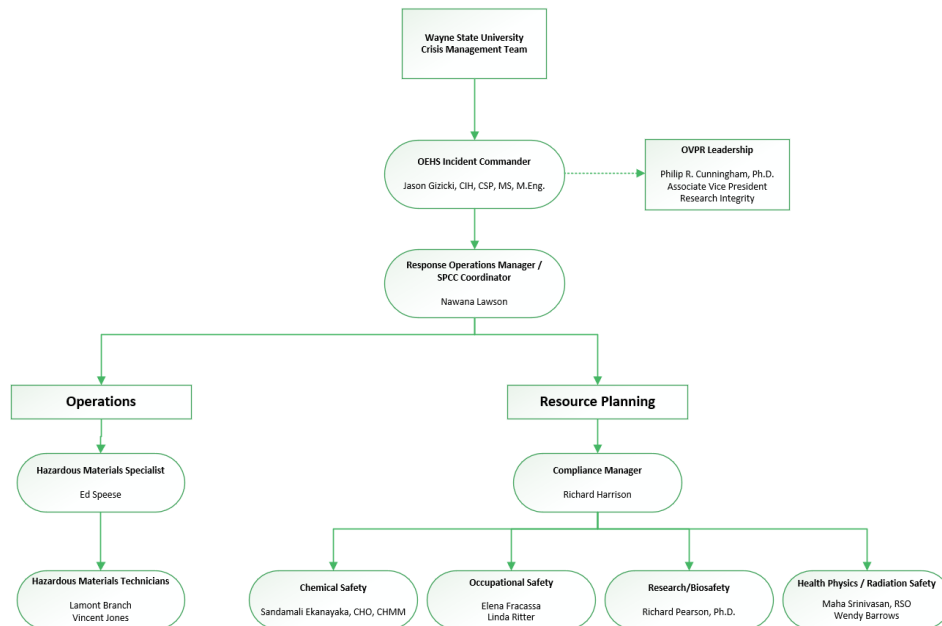 Wayne State University
Crisis Management Team
OEHS Incident Commander
Jason Gizicki, CIH, CSP, MS, M.Eng.
OVPR Leadership
Philip R. Cunningham, Ph.D.
Associate Vice President
Research Integrity
Response Operations Manager /
SPCC Coordinator
Nawana Lawson
Operations
Resource Planning
Hazardous Materials Specialist
Ed Speese
Compliance Manager
Richard Harrison
Hazardous Materials Technicians
Lamont Branch
Vincent Jones
Chemical Safety
Sandamali Ekanayaka, CHO, CHMM
Occupational Safety
Elena Fracassa
Linda Ritter
Research/Biosafety
Richard Pearson, Ph.D.
Health Physics / Radiation Safety
Maha Srinivasan, RSO
Wendy Barrows